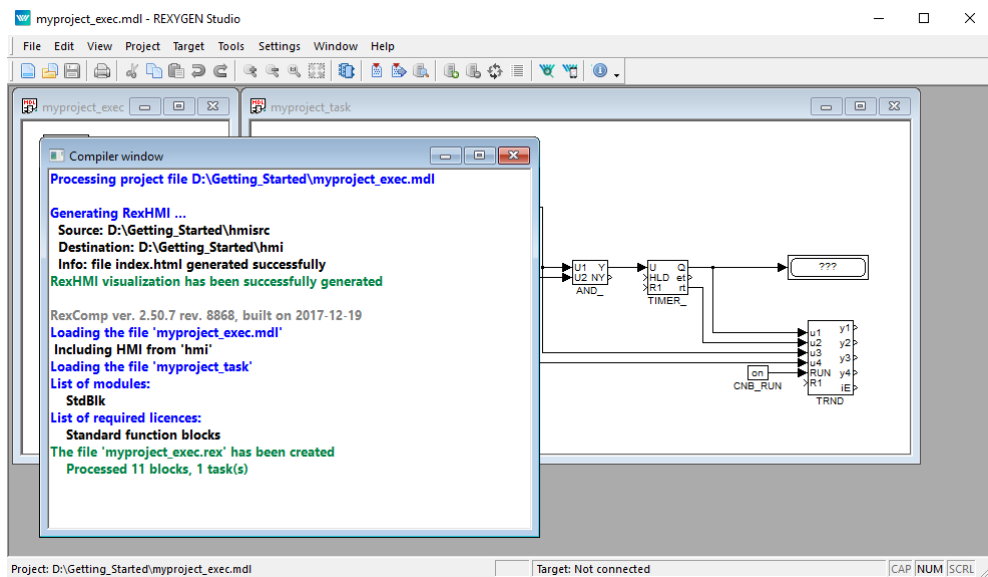 myproject_exec.mdl - REXYGEN Studio
File Edit View Project Target Tools Settings Window Help
myproject_exec
myproject_task
Compiler window
Processing project file D:\Getting_Started\myproject_exec.mdl
Generating RexHMI ...
Source: D:\Getting_Started\hmisrc
Destination: D:\Getting_Started\hmi
Info: file index.html generated successfully
RexHMI visualization has been successfully generated
RexComp ver. 2.50.7 rev. 8868, built on 2017-12-19
Loading the file 'myproject_exec.mdl'
Including HMI from 'hmi'
Loading the file 'myproject_task'
List of modules:
StdBlk
List of required licences:
Standard function blocks
The file 'myproject_exec.rex' has been created
Processed 11 blocks, 1 task(s)
U1 Y
U2 NY
AND_
U Q
HLD et
R1 rt
TIMER_
???
on
CNB_RUN
u1 y1
u2 y2
u3 y3
u4
RUN y4
R1 iE
TRND
Project: D:\Getting_Started\myproject_exec.mdl
Target: Not connected
CAP NUM SCRL